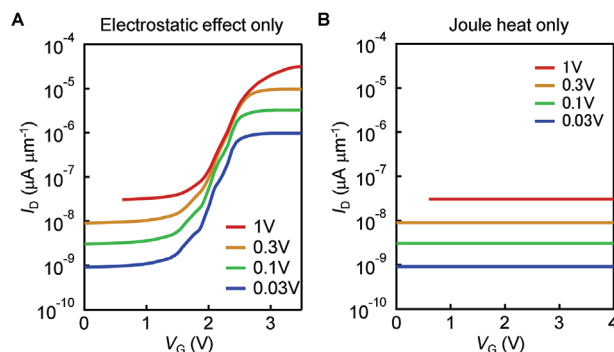 A
Electrostatic effect only
10⁻⁴
10⁻⁵
10⁻⁶
10⁻⁷
10⁻⁸
10⁻⁹
10⁻¹⁰
I_D (µA µm⁻¹)
1V
0.3V
0.1V
0.03V
0 1 2 3
V_G (V)
B
Joule heat only
10⁻⁴
10⁻⁵
10⁻⁶
10⁻⁷
10⁻⁸
10⁻⁹
10⁻¹⁰
I_D (µA µm⁻¹)
1V
0.3V
0.1V
0.03V
0 1 2 3 4
V_G (V)